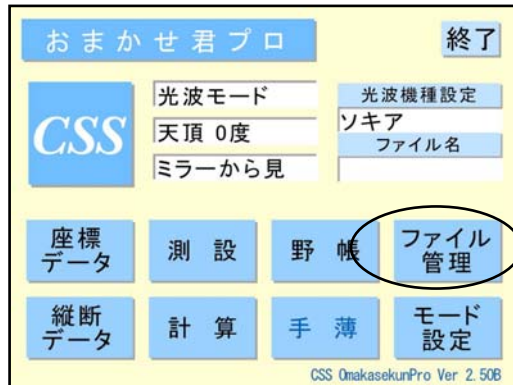 おまかせ君プロ
終了
CSS
光波モード
天頂 0度
ミラーから見
光波機種設定
ソキア
ファイル名
座標
データ
測 設
野 帳
ファイル
管理
縦断
データ
計 算
手 薄
モード
設定
CSS OmakasekunPro Ver 2.50B